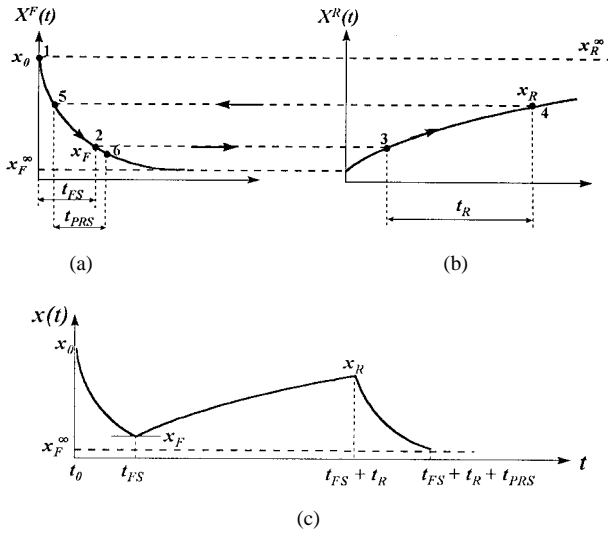 X^F(t)
X^R(t)
x_0
1
x_R^∞
5
x_R
4
2
x_F
6
3
x_F^∞
t_FS
t_PRS
t_R
(a)
(b)
x(t)
x_0
x_R
x_F
x_F^∞
t_0
t_FS
t_FS + t_R
t_FS + t_R + t_PRS
t
(c)